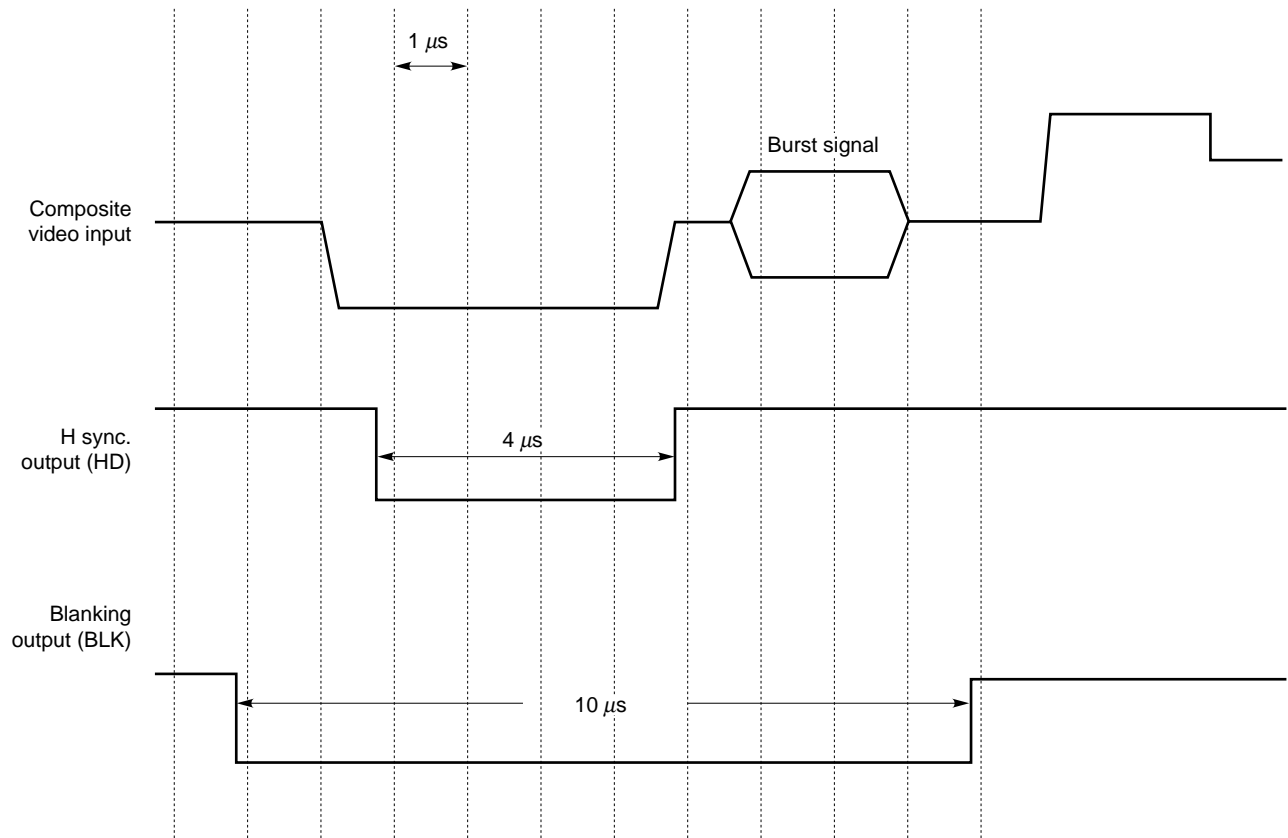 1 μs
Burst signal
Composite
video input
H sync.
output (HD)
4 μs
Blanking
output (BLK)
10 μs